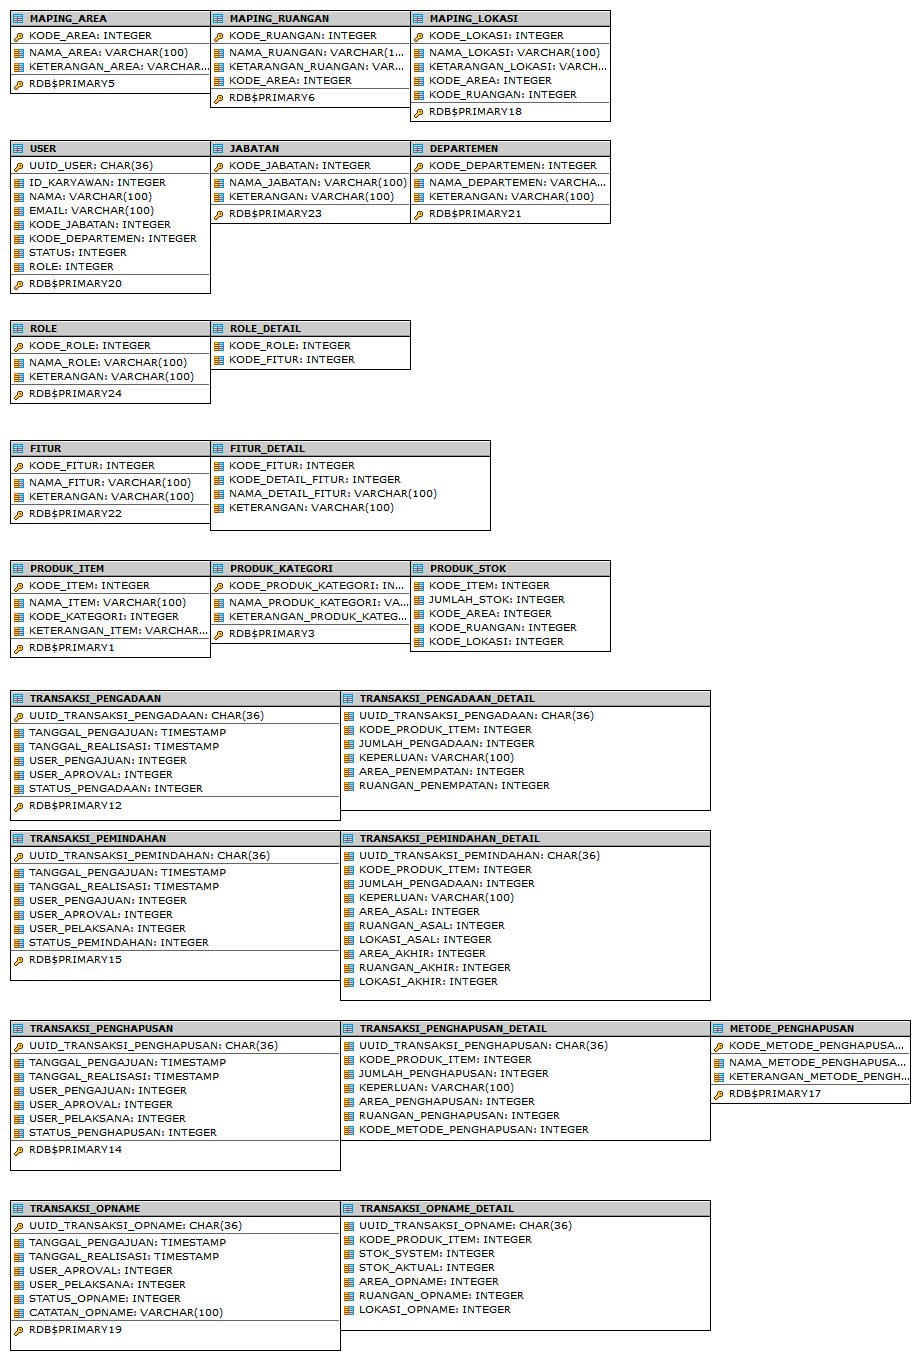 MAPING_AREA
KODE_AREA: INTEGER
NAMA_AREA: VARCHAR(100)
KETERANGAN_AREA: VARCHAR...
RDB$PRIMARY5
MAPING_RUANGAN
KODE_RUANGAN: INTEGER
NAMA_RUANGAN: VARCHAR(1...
KETARANGAN_RUANGAN: VAR...
KODE_AREA: INTEGER
RDB$PRIMARY6
MAPING_LOKASI
KODE_LOKASI: INTEGER
NAMA_LOKASI: VARCHAR(100)
KETARANGAN_LOKASI: VARCH...
KODE_AREA: INTEGER
KODE_RUANGAN: INTEGER
RDB$PRIMARY18
USER
UUID_USER: CHAR(36)
ID_KARYAWAN: INTEGER
NAMA: VARCHAR(100)
EMAIL: VARCHAR(100)
KODE_JABATAN: INTEGER
KODE_DEPARTEMEN: INTEGER
STATUS: INTEGER
ROLE: INTEGER
RDB$PRIMARY20
JABATAN
KODE_JABATAN: INTEGER
NAMA_JABATAN: VARCHAR(100)
KETERANGAN: VARCHAR(100)
RDB$PRIMARY23
DEPARTEMEN
KODE_DEPARTEMEN: INTEGER
NAMA_DEPARTEMEN: VARCHA...
KETERANGAN: VARCHAR(100)
RDB$PRIMARY21
ROLE
KODE_ROLE: INTEGER
NAMA_ROLE: VARCHAR(100)
KETERANGAN: VARCHAR(100)
RDB$PRIMARY24
ROLE_DETAIL
KODE_ROLE: INTEGER
KODE_FITUR: INTEGER
FITUR
KODE_FITUR: INTEGER
NAMA_FITUR: VARCHAR(100)
KETERANGAN: VARCHAR(100)
RDB$PRIMARY22
FITUR_DETAIL
KODE_FITUR: INTEGER
KODE_DETAIL_FITUR: INTEGER
NAMA_DETAIL_FITUR: VARCHAR(100)
KETERANGAN: VARCHAR(100)
PRODUK_ITEM
KODE_ITEM: INTEGER
NAMA_ITEM: VARCHAR(100)
KODE_KATEGORI: INTEGER
KETERANGAN_ITEM: VARCHAR...
RDB$PRIMARY1
PRODUK_KATEGORI
KODE_PRODUK_KATEGORI: IN...
NAMA_PRODUK_KATEGORI: VA...
KETERANGAN_PRODUK_KATEG...
RDB$PRIMARY3
PRODUK_STOK
KODE_ITEM: INTEGER
JUMLAH_STOK: INTEGER
KODE_AREA: INTEGER
KODE_RUANGAN: INTEGER
KODE_LOKASI: INTEGER
TRANSAKSI_PENGADAAN
UUID_TRANSAKSI_PENGADAAN: CHAR(36)
TANGGAL_PENGAJUAN: TIMESTAMP
TANGGAL_REALISASI: TIMESTAMP
USER_PENGAJUAN: INTEGER
USER_APROVAL: INTEGER
STATUS_PENGADAAN: INTEGER
RDB$PRIMARY12
TRANSAKSI_PENGADAAN_DETAIL
UUID_TRANSAKSI_PENGADAAN: CHAR(36)
KODE_PRODUK_ITEM: INTEGER
JUMLAH_PENGADAAN: INTEGER
KEPERLUAN: VARCHAR(100)
AREA_PENEMPATAN: INTEGER
RUANGAN_PENEMPATAN: INTEGER
TRANSAKSI_PEMINDAHAN
UUID_TRANSAKSI_PEMINDAHAN: CHAR(36)
TANGGAL_PENGAJUAN: TIMESTAMP
TANGGAL_REALISASI: TIMESTAMP
USER_PENGAJUAN: INTEGER
USER_APROVAL: INTEGER
USER_PELAKSANA: INTEGER
STATUS_PEMINDAHAN: INTEGER
RDB$PRIMARY15
TRANSAKSI_PEMINDAHAN_DETAIL
UUID_TRANSAKSI_PEMINDAHAN: CHAR(36)
KODE_PRODUK_ITEM: INTEGER
JUMLAH_PENGADAAN: INTEGER
KEPERLUAN: VARCHAR(100)
AREA_ASAL: INTEGER
RUANGAN_ASAL: INTEGER
LOKASI_ASAL: INTEGER
AREA_AKHIR: INTEGER
RUANGAN_AKHIR: INTEGER
LOKASI_AKHIR: INTEGER
TRANSAKSI_PENGHAPUSAN
UUID_TRANSAKSI_PENGHAPUSAN: CHAR(36)
TANGGAL_PENGAJUAN: TIMESTAMP
TANGGAL_REALISASI: TIMESTAMP
USER_PENGAJUAN: INTEGER
USER_APROVAL: INTEGER
USER_PELAKSANA: INTEGER
STATUS_PENGHAPUSAN: INTEGER
RDB$PRIMARY14
TRANSAKSI_PENGHAPUSAN_DETAIL
UUID_TRANSAKSI_PENGHAPUSAN: CHAR(36)
KODE_PRODUK_ITEM: INTEGER
JUMLAH_PENGHAPUSAN: INTEGER
KEPERLUAN: VARCHAR(100)
AREA_PENGHAPUSAN: INTEGER
RUANGAN_PENGHAPUSAN: INTEGER
KODE_METODE_PENGHAPUSAN: INTEGER
METODE_PENGHAPUSAN
KODE_METODE_PENGHAPUSA...
NAMA_METODE_PENGHAPUSA...
KETERANGAN_METODE_PENGH...
RDB$PRIMARY17
TRANSAKSI_OPNAME
UUID_TRANSAKSI_OPNAME: CHAR(36)
TANGGAL_PENGAJUAN: TIMESTAMP
TANGGAL_REALISASI: TIMESTAMP
USER_APROVAL: INTEGER
USER_PELAKSANA: INTEGER
STATUS_OPNAME: INTEGER
CATATAN_OPNAME: VARCHAR(100)
RDB$PRIMARY19
TRANSAKSI_OPNAME_DETAIL
UUID_TRANSAKSI_OPNAME: CHAR(36)
KODE_PRODUK_ITEM: INTEGER
STOK_SYSTEM: INTEGER
STOK_AKTUAL: INTEGER
AREA_OPNAME: INTEGER
RUANGAN_OPNAME: INTEGER
LOKASI_OPNAME: INTEGER